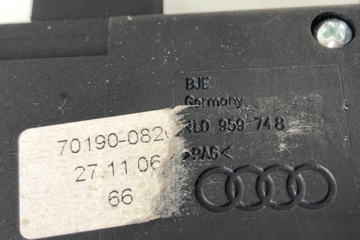 BJE
Germany
4L0 959 748
>PA6<
70190-082
27.11.06
66